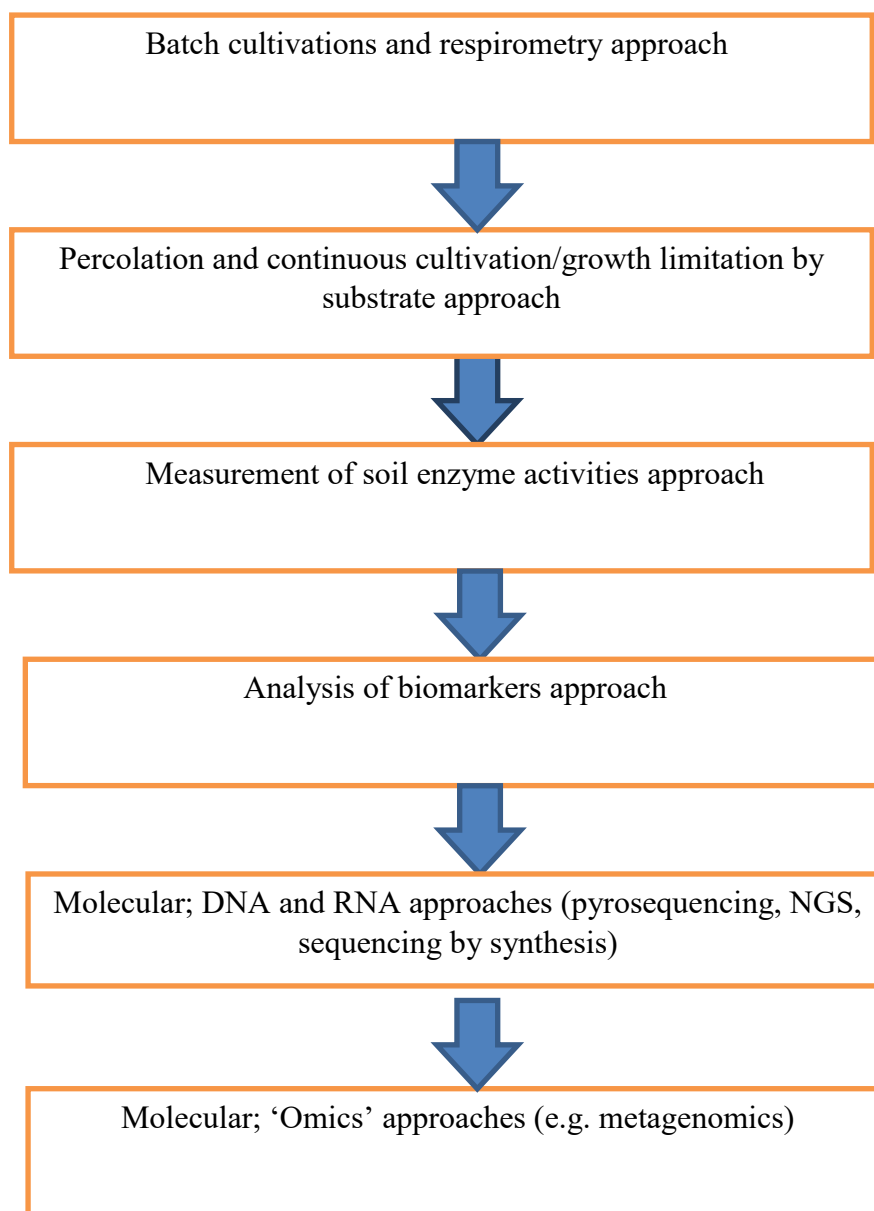 Batch cultivations and respirometry approach
Percolation and continuous cultivation/growth limitation by
substrate approach
Measurement of soil enzyme activities approach
Analysis of biomarkers approach
Molecular; DNA and RNA approaches (pyrosequencing, NGS,
sequencing by synthesis)
Molecular; ‘Omics’ approaches (e.g. metagenomics)